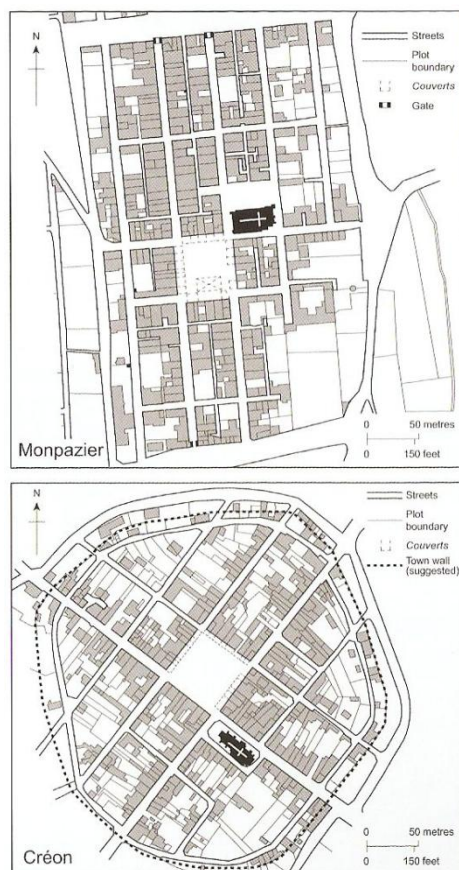 N
Streets
Plot
boundary
Couverts
Gate
0 50 metres
0 150 feet
Monpazier
N
Streets
Plot
boundary
Couverts
Town wall
(suggested)
0 50 metres
0 150 feet
Créon